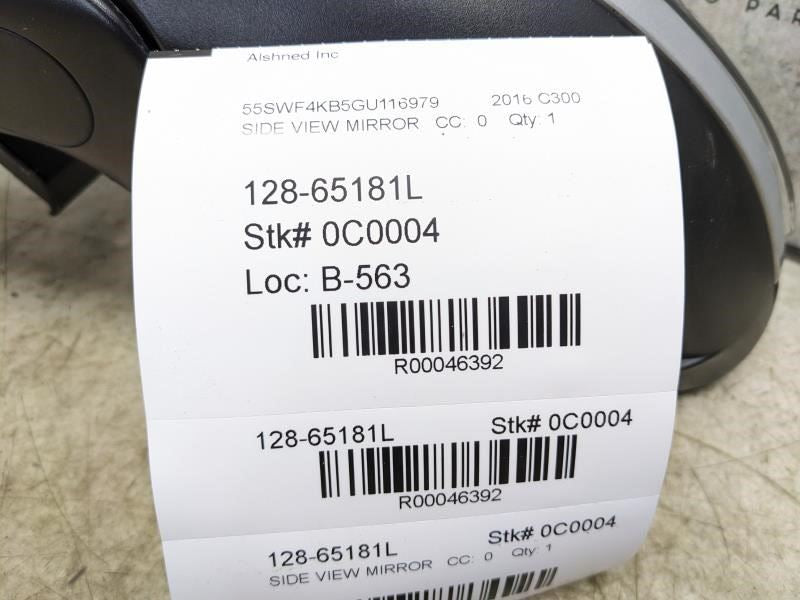 PAR
Alshned Inc
55SWF4KB5GU116979 2016 C300
SIDE VIEW MIRROR CC: 0 Qty: 1
128-65181L
Stk# 0C0004
Loc: B-563
R00046392
128-65181L Stk# 0C0004
R00046392
128-65181L Stk# 0C0004
SIDE VIEW MIRROR CC: 0 Qty: 1